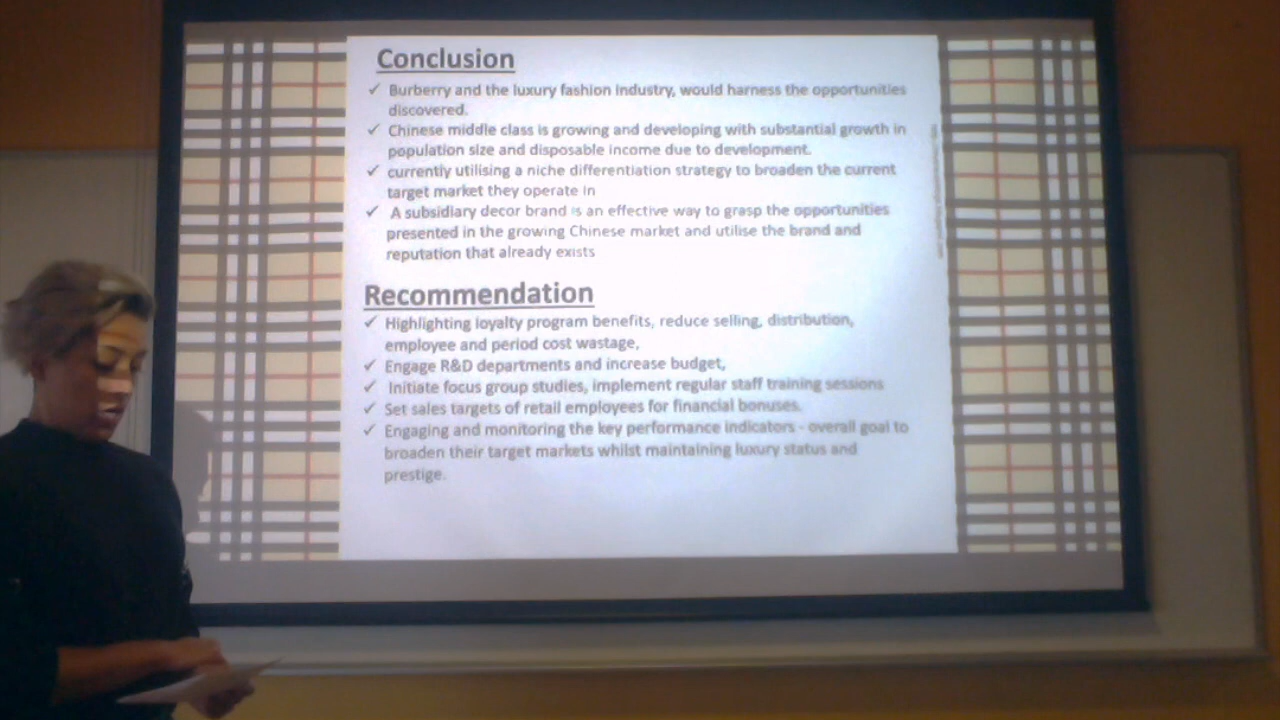 Conclusion
✓ Burberry and the luxury fashion industry, would harness the opportunities
discovered.
✓ Chinese middle class is growing and developing with substantial growth in
population size and disposable income due to development.
✓ currently utilising a niche differentiation strategy to broaden the current
target market they operate in
✓ A subsidiary decor brand is an effective way to grasp the opportunities
presented in the growing Chinese market and utilise the brand and
reputation that already exists
Recommendation
✓ Highlighting loyalty program benefits, reduce selling, distribution,
employee and period cost wastage,
✓ Engage R&D departments and increase budget,
✓ Initiate focus group studies, implement regular staff training sessions
✓ Set sales targets of retail employees for financial bonuses.
✓ Engaging and monitoring the key performance indicators - overall goal to
broaden their target markets whilst maintaining luxury status and
prestige.